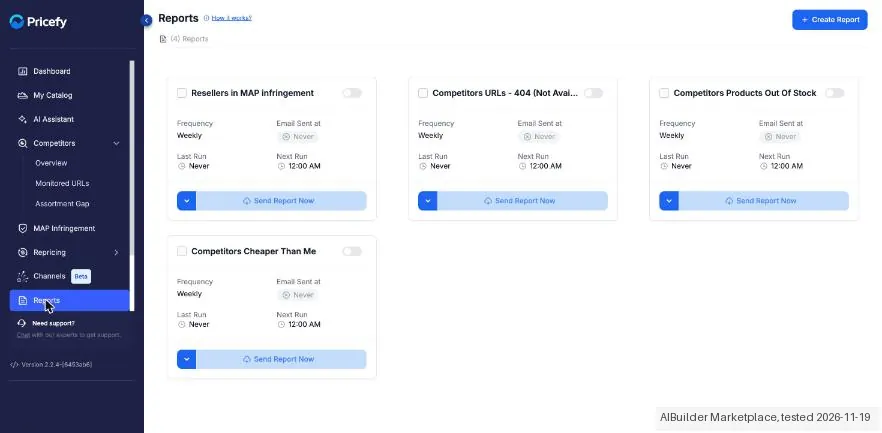 Pricefy
Dashboard
My Catalog
AI Assistant
Competitors
Overview
Monitored URLs
Assortment Gap
MAP Infringement
Repricing
Channels Beta
Reports
Need support?
Chat with our experts to get support.
Version 2.2.4-[6453ab6]
Reports How it works?
+ Create Report
(4) Reports
Resellers in MAP infringement
Frequency Email Sent at
Weekly Never
Last Run Next Run
Never 12:00 AM
Send Report Now
Competitors URLs - 404 (Not Avai...
Frequency Email Sent at
Weekly Never
Last Run Next Run
Never 12:00 AM
Send Report Now
Competitors Products Out Of Stock
Frequency Email Sent at
Weekly Never
Last Run Next Run
Never 12:00 AM
Send Report Now
Competitors Cheaper Than Me
Frequency Email Sent at
Weekly Never
Last Run Next Run
Never 12:00 AM
Send Report Now
AIBuilder Marketplace, tested 2026-11-19